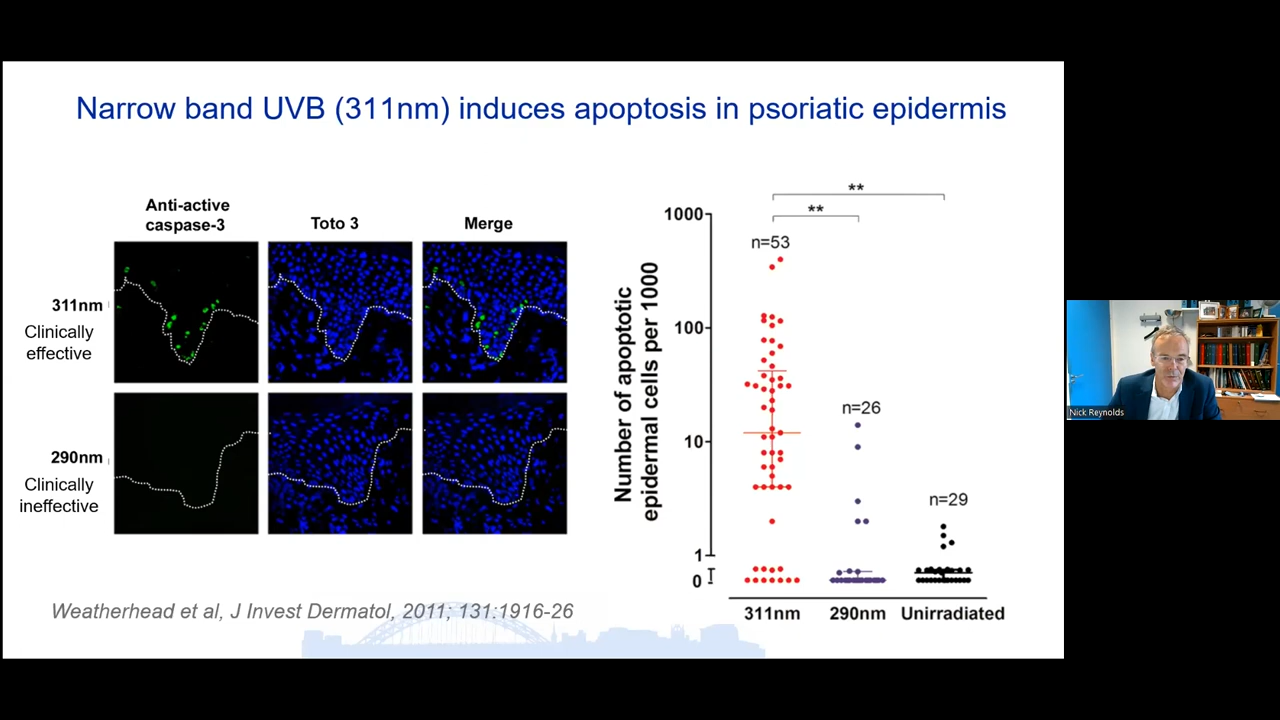 Narrow band UVB (311nm) induces apoptosis in psoriatic epidermis
Anti-active
caspase-3
Toto 3
Merge
311nm
Clinically
effective
290nm
Clinically
ineffective
Number of apoptotic
epidermal cells per 1000
1000
100
10
1
0
**
**
n=53
n=26
n=29
311nm
290nm
Unirradiated
Weatherhead et al, J Invest Dermatol, 2011; 131:1916-26
Nick Reynolds